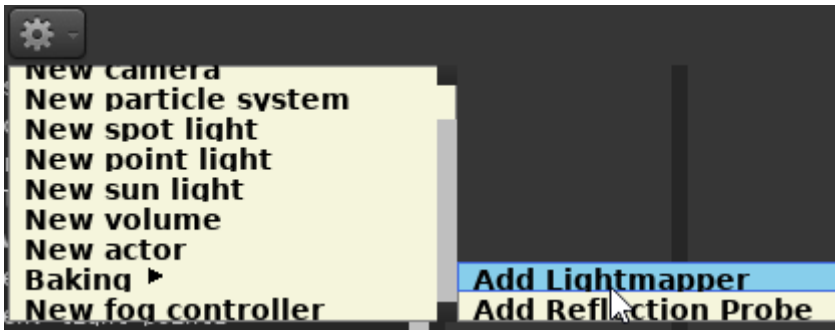 New camera
New particle system
New spot light
New point light
New sun light
New volume
New actor
Baking
New fog controller
Add Lightmapper
Add Reflection Probe